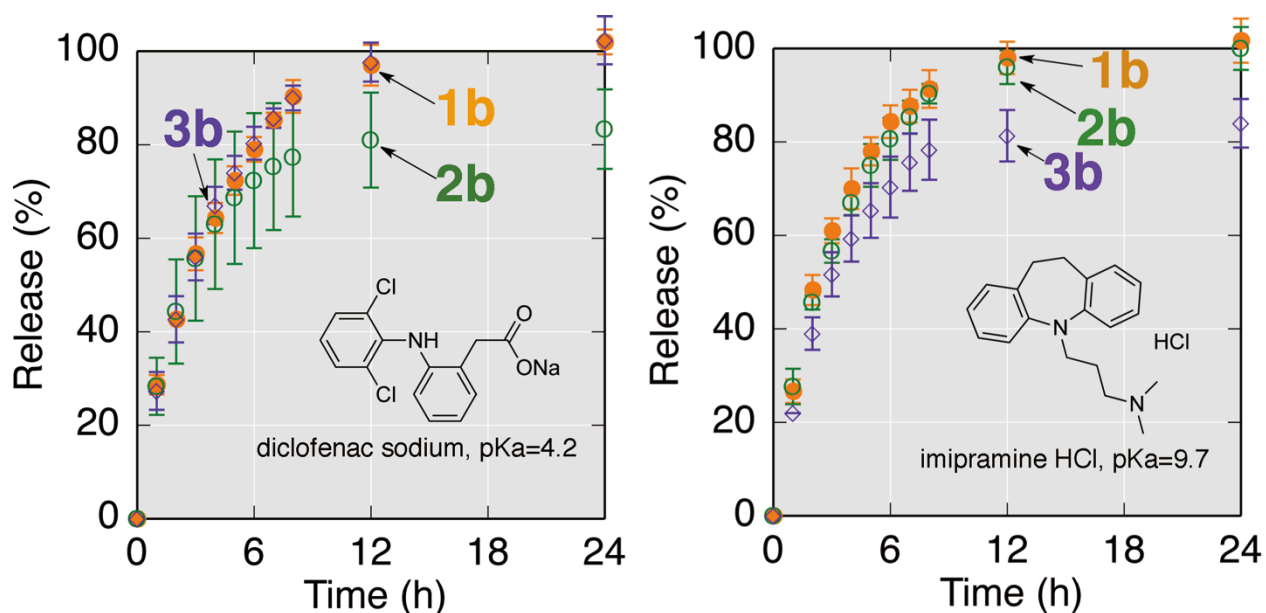 Release (%)
100
80
60
40
20
0
3b
1b
2b
Cl
NH
O
ONa
Cl
diclofenac sodium, pKa=4.2
0
6
12
18
24
Time (h)
Release (%)
100
80
60
40
20
0
1b
2b
3b
N
HCl
N
imipramine HCl, pKa=9.7
0
6
12
18
24
Time (h)